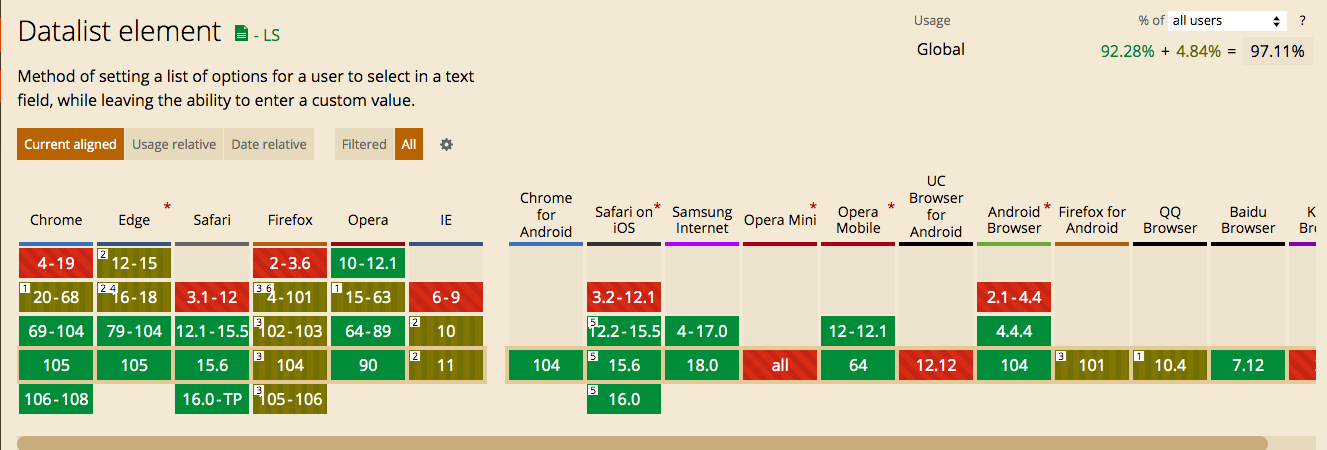 Datalist element - LS
Usage % of all users ?
Global 92.28% + 4.84% = 97.11%
Method of setting a list of options for a user to select in a text
field, while leaving the ability to enter a custom value.
Current aligned Usage relative Date relative Filtered All
Chrome Edge * Safari Firefox Opera IE Chrome for Android Safari on iOS * Samsung Internet Opera Mini * Opera Mobile * UC Browser for Android Android Browser * Firefox for Android QQ Browser Baidu Browser
4-19 2 12-15 2-3.6 10-12.1
1 20-68 2 4 16-18 3.1-12 3 6 4-101 1 15-63 6-9 3.2-12.1 2.1-4.4
69-104 79-104 12.1-15.5 3 102-103 64-89 2 10 5 12.2-15.5 4-17.0 12-12.1 4.4.4
105 105 15.6 3 104 90 2 11 104 5 15.6 18.0 all 64 12.12 104 3 101 1 10.4 7.12
106-108 16.0-TP 3 105-106 5 16.0